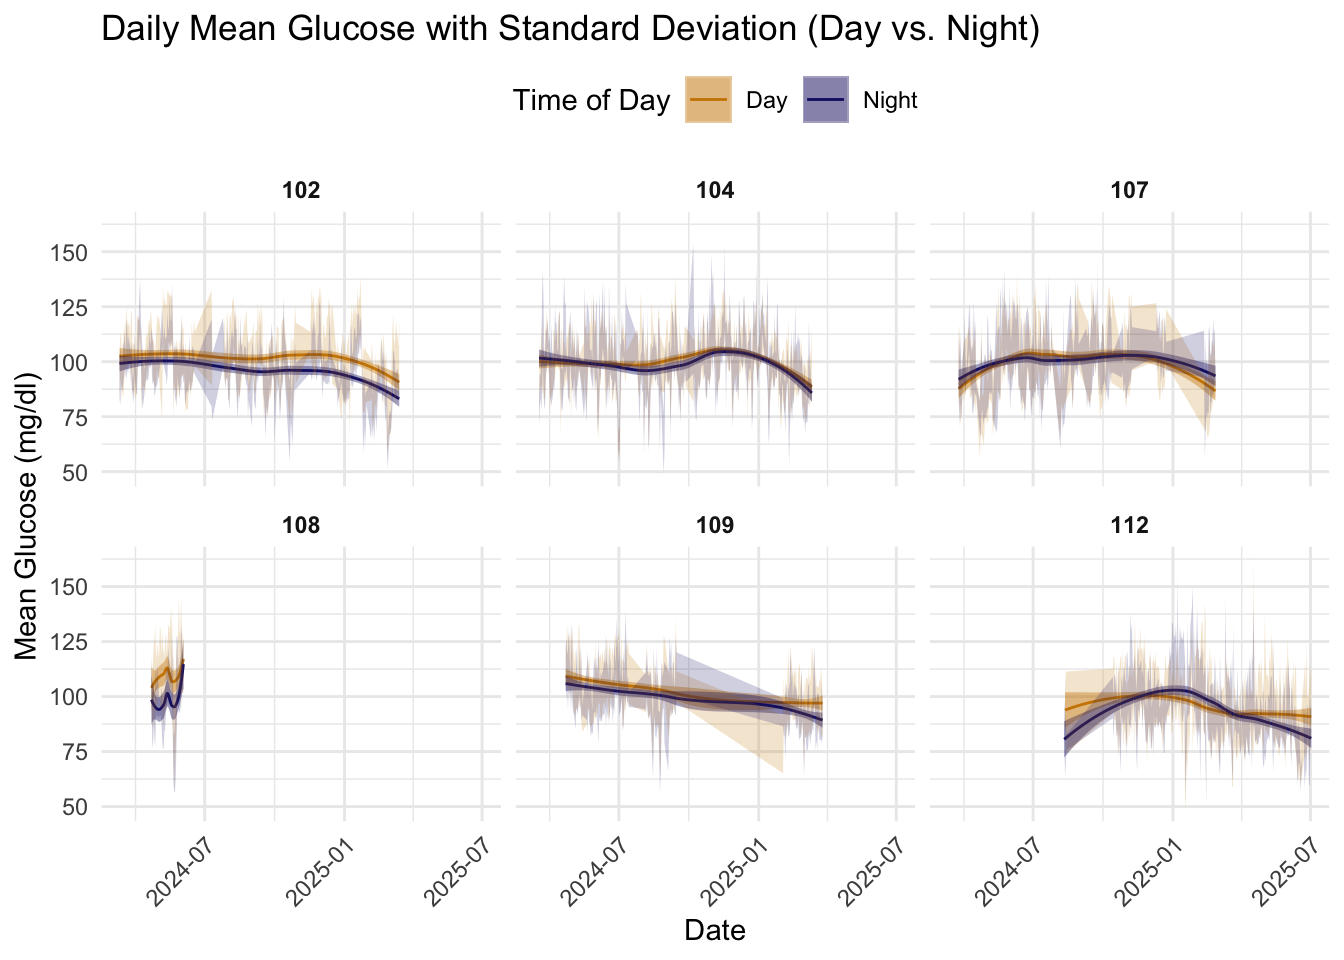 Daily Mean Glucose with Standard Deviation (Day vs. Night)
Time of Day Day Night
102 104 107
150
125
100
75
50
108 109 112
150
125
100
75
50
Mean Glucose (mg/dl)
2024-07 2025-01 2025-07 2024-07 2025-01 2025-07 2024-07 2025-01 2025-07
Date